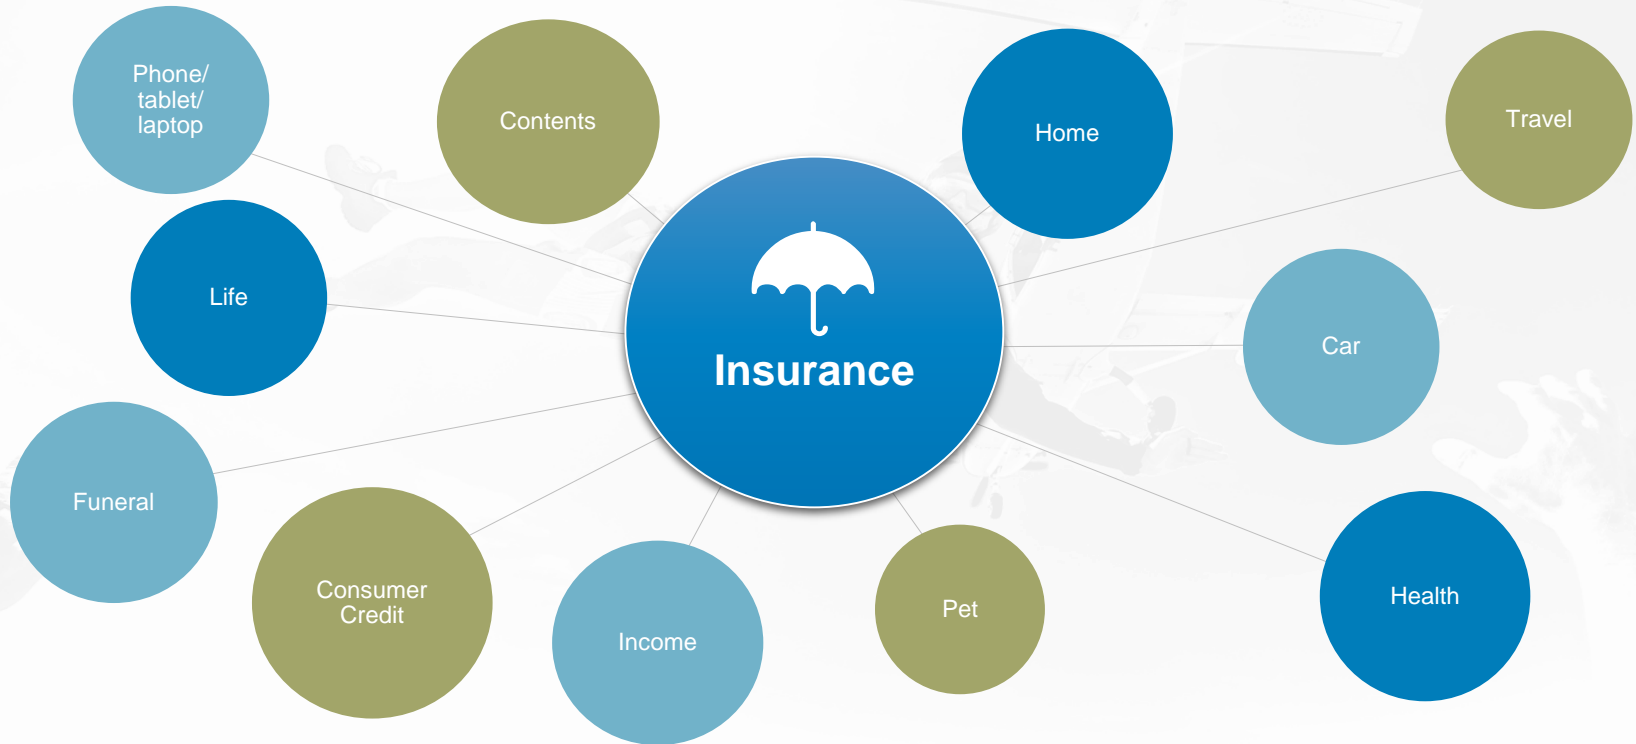 Phone/
tablet/
laptop
Contents
Home
Travel
Life
Insurance
Car
Funeral
Consumer
Credit
Income
Pet
Health